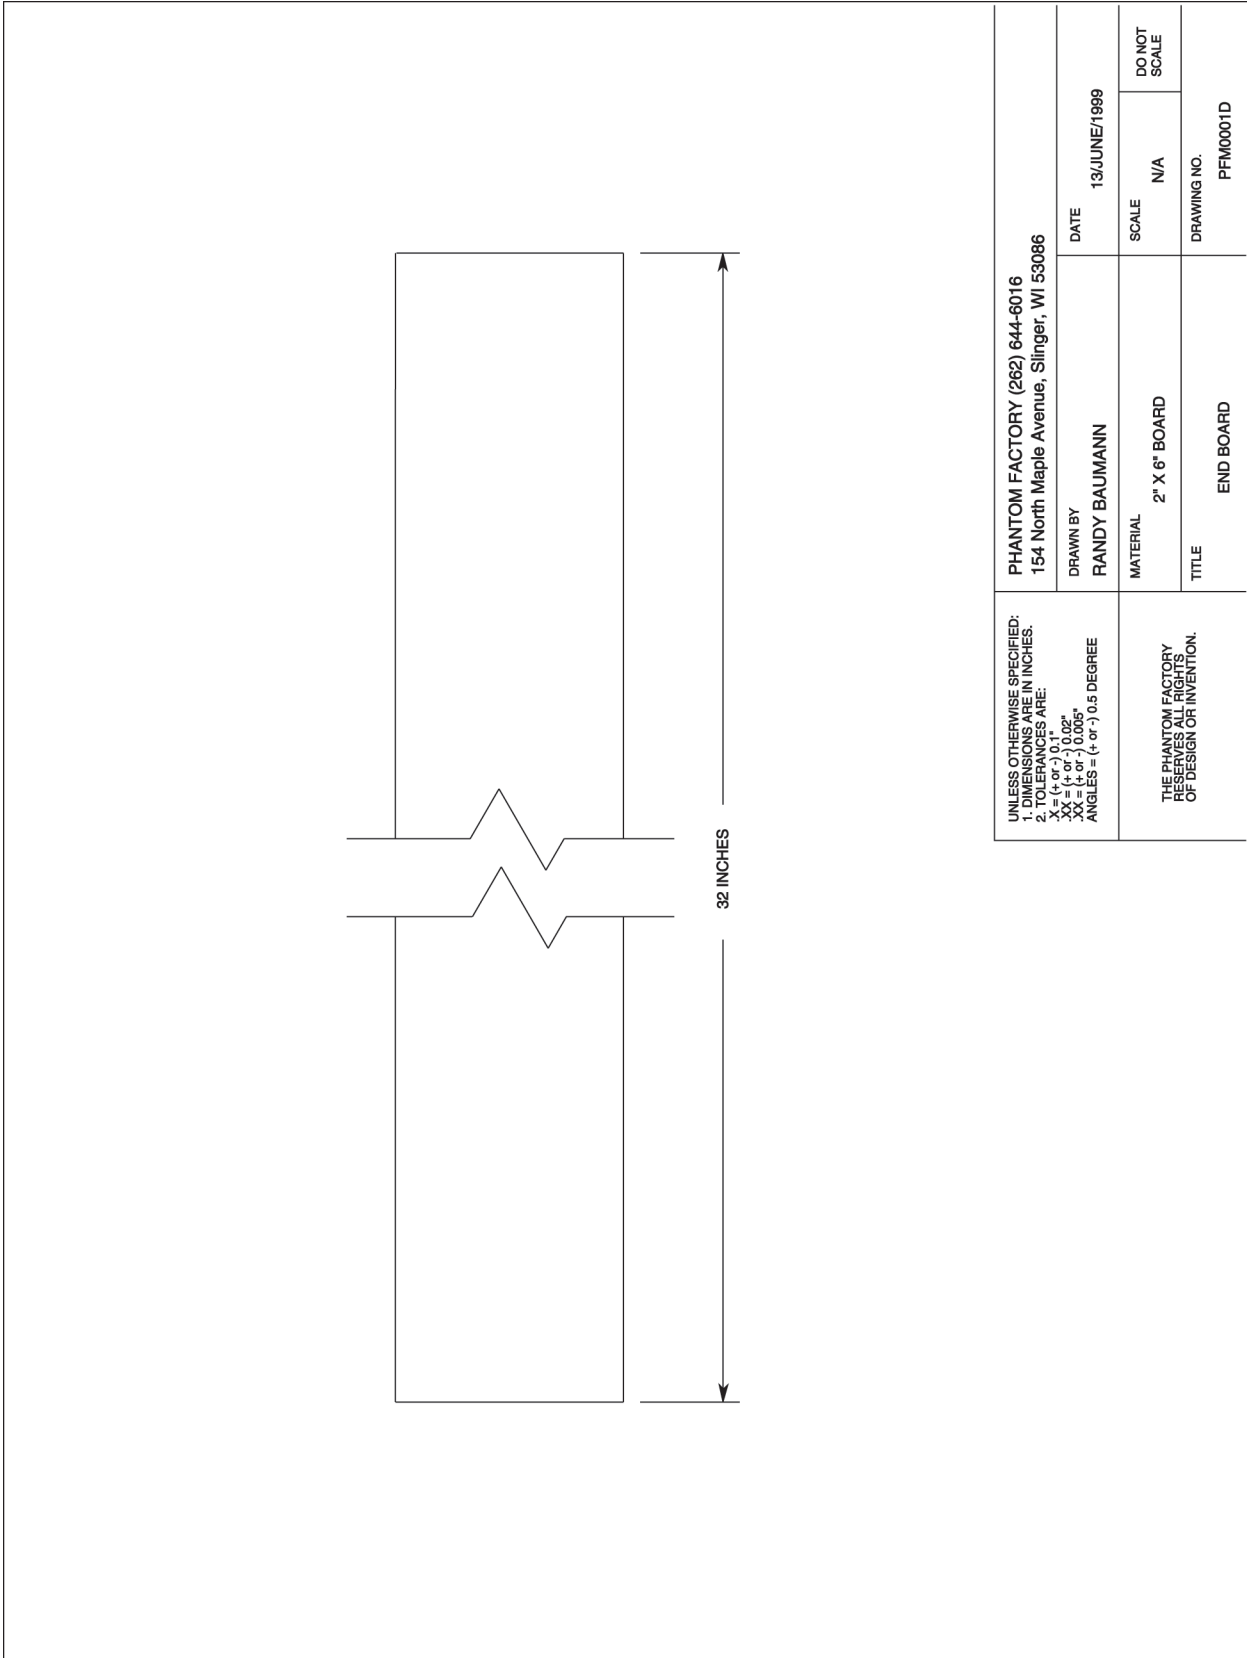 32 INCHES
UNLESS OTHERWISE SPECIFIED:
1. DIMENSIONS ARE IN INCHES.
2. TOLERANCES ARE:
.X = (+ or -) 0.1"
.XX = (+ or -) 0.02"
.XX = (+ or -) 0.005"
ANGLES = (+ or -) 0.5 DEGREE
THE PHANTOM FACTORY
RESERVES ALL RIGHTS
OF DESIGN OR INVENTION.
PHANTOM FACTORY (262) 644-6016
154 North Maple Avenue, Slinger, WI 53086
DRAWN BY
RANDY BAUMANN
DATE
13/JUNE/1999
MATERIAL
2" X 6" BOARD
SCALE
N/A
DO NOT
SCALE
TITLE
END BOARD
DRAWING NO.
PFM0001D